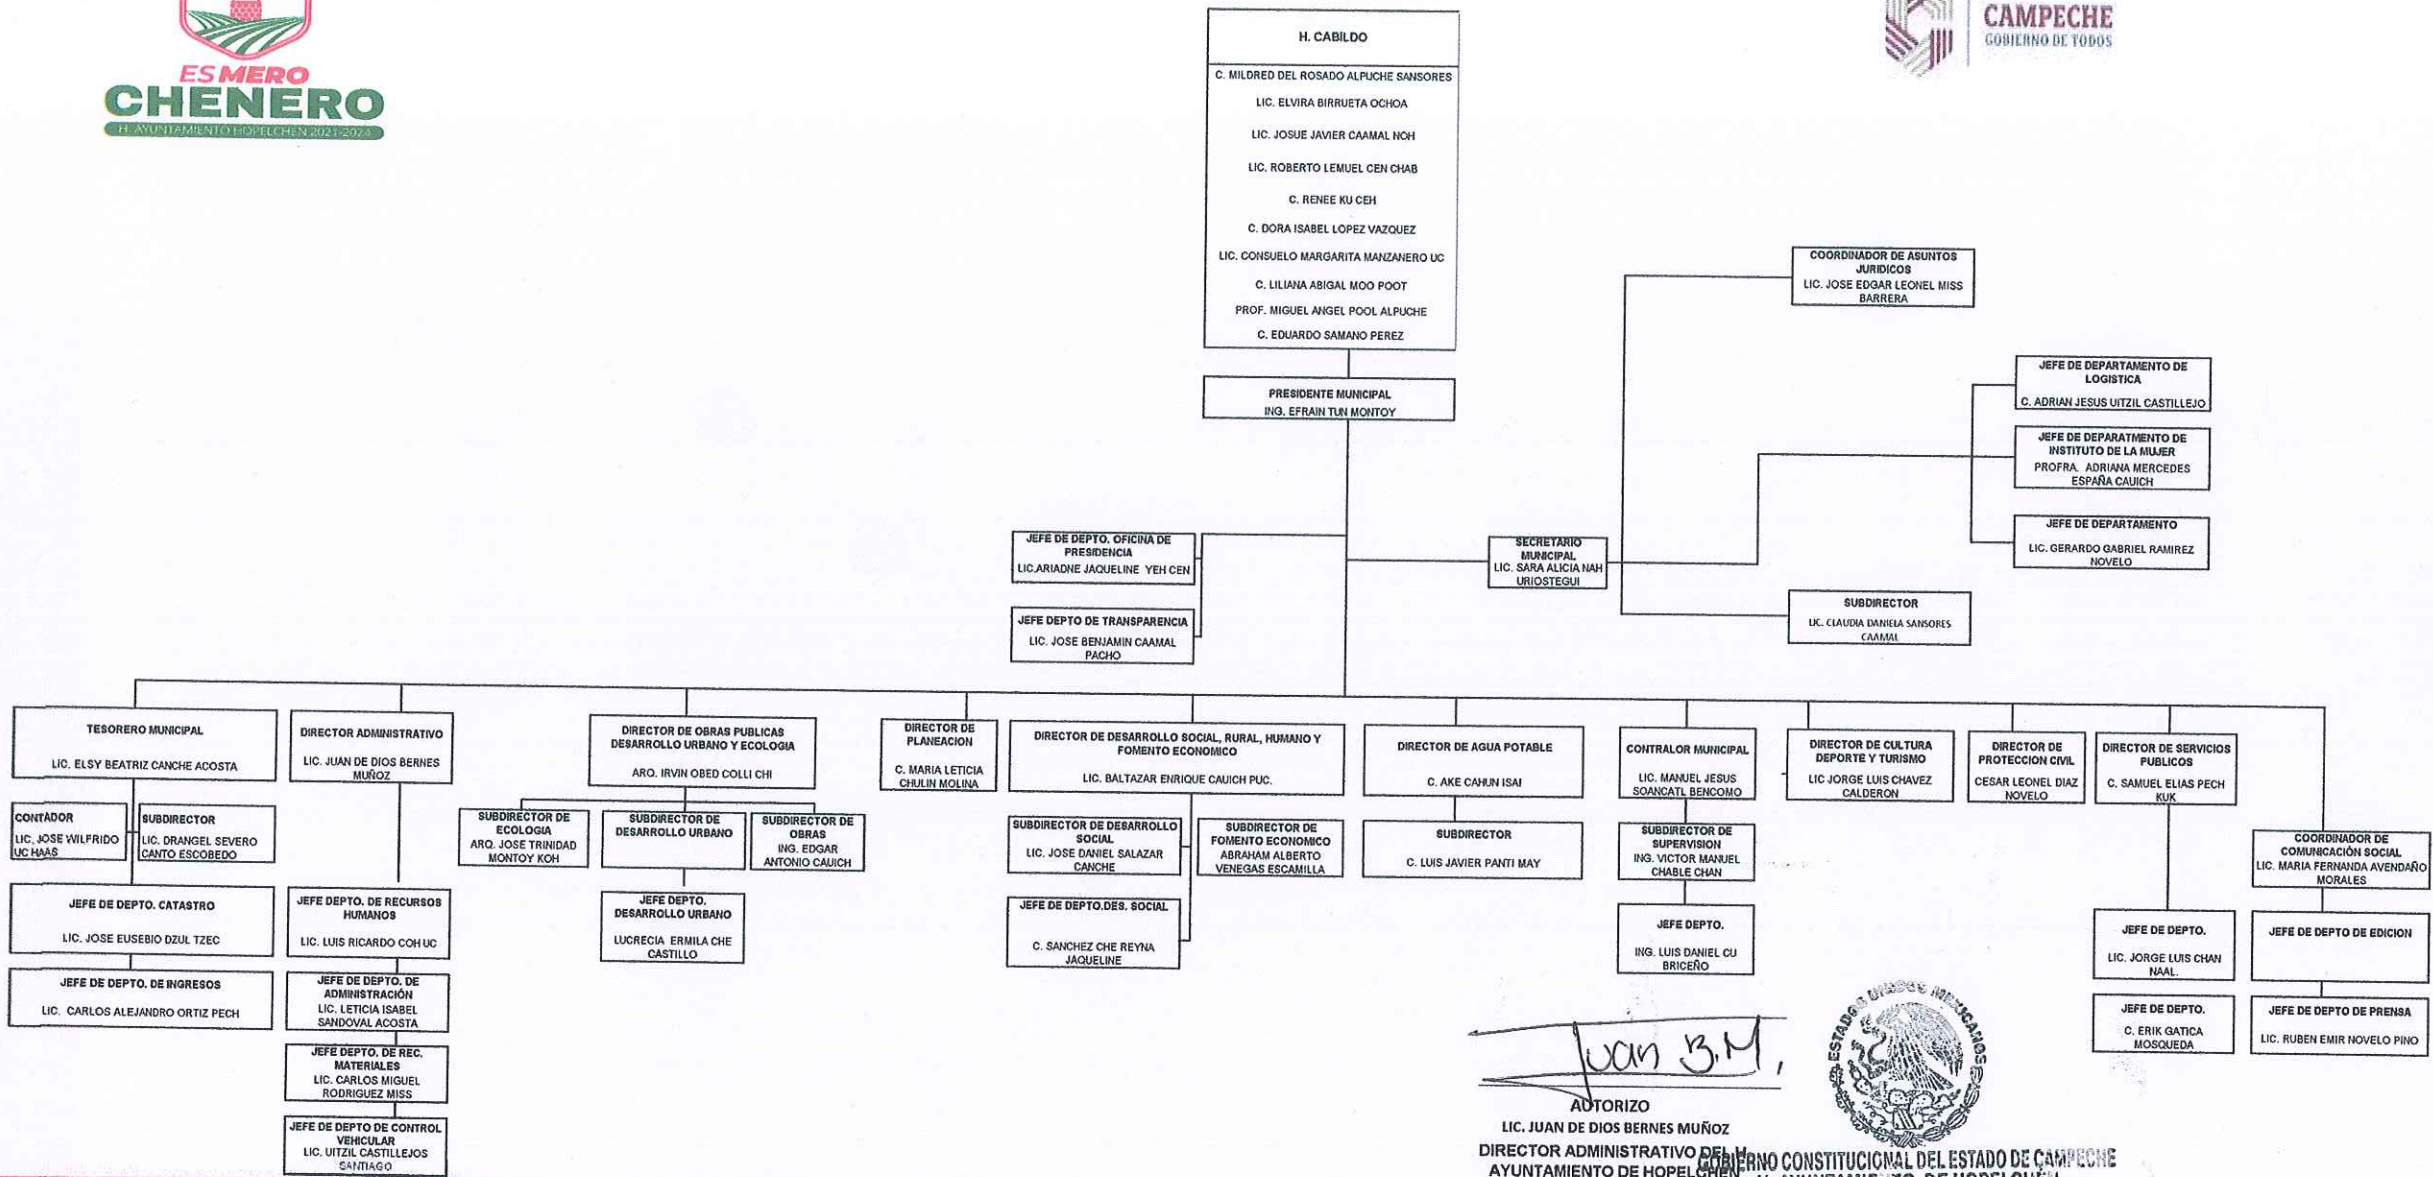 ES MERO
CHENERO
H. AYUNTAMIENTO HOPELCHEN 2021-2024
CAMPECHE
GOBIERNO DE TODOS
H. CABILDO
C. MILDRED DEL ROSADO ALPUCHE SANSORES
LIC. ELVIRA BIRRUETA OCHOA
LIC. JOSUE JAVIER CAAMAL NOH
LIC. ROBERTO LEMUEL CEN CHAB
C. RENEE KU CEH
C. DORA ISABEL LOPEZ VAZQUEZ
LIC. CONSUELO MARGARITA MANZANERO UC
C. LILIANA ABIGAL MOO POOT
PROF. MIGUEL ANGEL POOL ALPUCHE
C. EDUARDO SAMANO PEREZ
PRESIDENTE MUNICIPAL
ING. EFRAIN TUN MONTOY
COORDINADOR DE ASUNTOS
JURIDICOS
LIC. JOSE EDGAR LEONEL MISS
BARRERA
JEFE DE DEPARTAMENTO DE
LOGISTICA
C. ADRIAN JESUS UITZIL CASTILLEJO
JEFE DE DEPARATMENTO DE
INSTITUTO DE LA MUJER
PROFRA. ADRIANA MERCEDES
ESPAÑA CAUICH
JEFE DE DEPARTAMENTO
LIC. GERARDO GABRIEL RAMIREZ
NOVELO
JEFE DE DEPTO. OFICINA DE
PRESIDENCIA
LIC.ARIADNE JAQUELINE YEH CEN
SECRETARIO
MUNICIPAL
LIC. SARA ALICIA NAH
URIOSTEGUI
JEFE DEPTO DE TRANSPARENCIA
LIC. JOSE BENJAMIN CAAMAL
PACHO
SUBDIRECTOR
LIC. CLAUDIA DANIELA SANSORES
CAAMAL
TESORERO MUNICIPAL
LIC. ELSY BEATRIZ CANCHE ACOSTA
CONTADOR
LIC. JOSE WILFRIDO
UC HAAS
SUBDIRECTOR
LIC. DRANGEL SEVERO
CANTO ESCOBEDO
JEFE DE DEPTO. CATASTRO
LIC. JOSE EUSEBIO DZUL TZEC
JEFE DE DEPTO. DE INGRESOS
LIC. CARLOS ALEJANDRO ORTIZ PECH
DIRECTOR ADMINISTRATIVO
LIC. JUAN DE DIOS BERNES
MUÑOZ
JEFE DEPTO. DE RECURSOS
HUMANOS
LIC. LUIS RICARDO COH UC
JEFE DE DEPTO. DE
ADMINISTRACIÓN
LIC. LETICIA ISABEL
SANDOVAL ACOSTA
JEFE DEPTO. DE REC.
MATERIALES
LIC. CARLOS MIGUEL
RODRIGUEZ MISS
JEFE DE DEPTO DE CONTROL
VEHICULAR
LIC. UITZIL CASTILLEJOS
SANTIAGO
DIRECTOR DE OBRAS PUBLICAS
DESARROLLO URBANO Y ECOLOGIA
ARQ. IRVIN OBED COLLI CHI
SUBDIRECTOR DE
ECOLOGIA
ARQ. JOSE TRINIDAD
MONTOY KOH
SUBDIRECTOR DE
DESARROLLO URBANO
SUBDIRECTOR DE
OBRAS
ING. EDGAR
ANTONIO CAUICH
JEFE DEPTO.
DESARROLLO URBANO
LUCRECIA ERMILA CHE
CASTILLO
DIRECTOR DE
PLANEACION
C. MARIA LETICIA
CHULIN MOLINA
DIRECTOR DE DESARROLLO SOCIAL, RURAL, HUMANO Y
FOMENTO ECONOMICO
LIC. BALTAZAR ENRIQUE CAUICH PUC.
SUBDIRECTOR DE DESARROLLO
SOCIAL
LIC. JOSE DANIEL SALAZAR
CANCHE
SUBDIRECTOR DE
FOMENTO ECONOMICO
ABRAHAM ALBERTO
VENEGAS ESCAMILLA
JEFE DE DEPTO.DES. SOCIAL
C. SANCHEZ CHE REYNA
JAQUELINE
DIRECTOR DE AGUA POTABLE
C. AKE CAHUN ISAI
SUBDIRECTOR
C. LUIS JAVIER PANTI MAY
CONTRALOR MUNICIPAL
LIC. MANUEL JESUS
SOANCATL BENCOMO
SUBDIRECTOR DE
SUPERVISION
ING. VICTOR MANUEL
CHABLE CHAN
JEFE DEPTO.
ING. LUIS DANIEL CU
BRICEÑO
DIRECTOR DE CULTURA
DEPORTE Y TURISMO
LIC JORGE LUIS CHAVEZ
CALDERON
DIRECTOR DE
PROTECCION CIVIL
CESAR LEONEL DIAZ
NOVELO
DIRECTOR DE SERVICIOS
PUBLICOS
C. SAMUEL ELIAS PECH
KUK
JEFE DE DEPTO.
LIC. JORGE LUIS CHAN
NAAL.
JEFE DE DEPTO.
C. ERIK GATICA
MOSQUEDA
COORDINADOR DE
COMUNICACIÓN SOCIAL
LIC. MARIA FERNANDA AVENDAÑO
MORALES
JEFE DE DEPTO DE EDICION
JEFE DE DEPTO DE PRENSA
LIC. RUBEN EMIR NOVELO PINO
Juan B.M.
AUTORIZO
LIC. JUAN DE DIOS BERNES MUÑOZ
DIRECTOR ADMINISTRATIVO DEL H.
AYUNTAMIENTO DE HOPELCHEN
ESTADOS UNIDOS MEXICANOS
GOBIERNO CONSTITUCIONAL DEL ESTADO DE CAMPECHE
H. AYUNTAMIENTO DE HOPELCHÉN